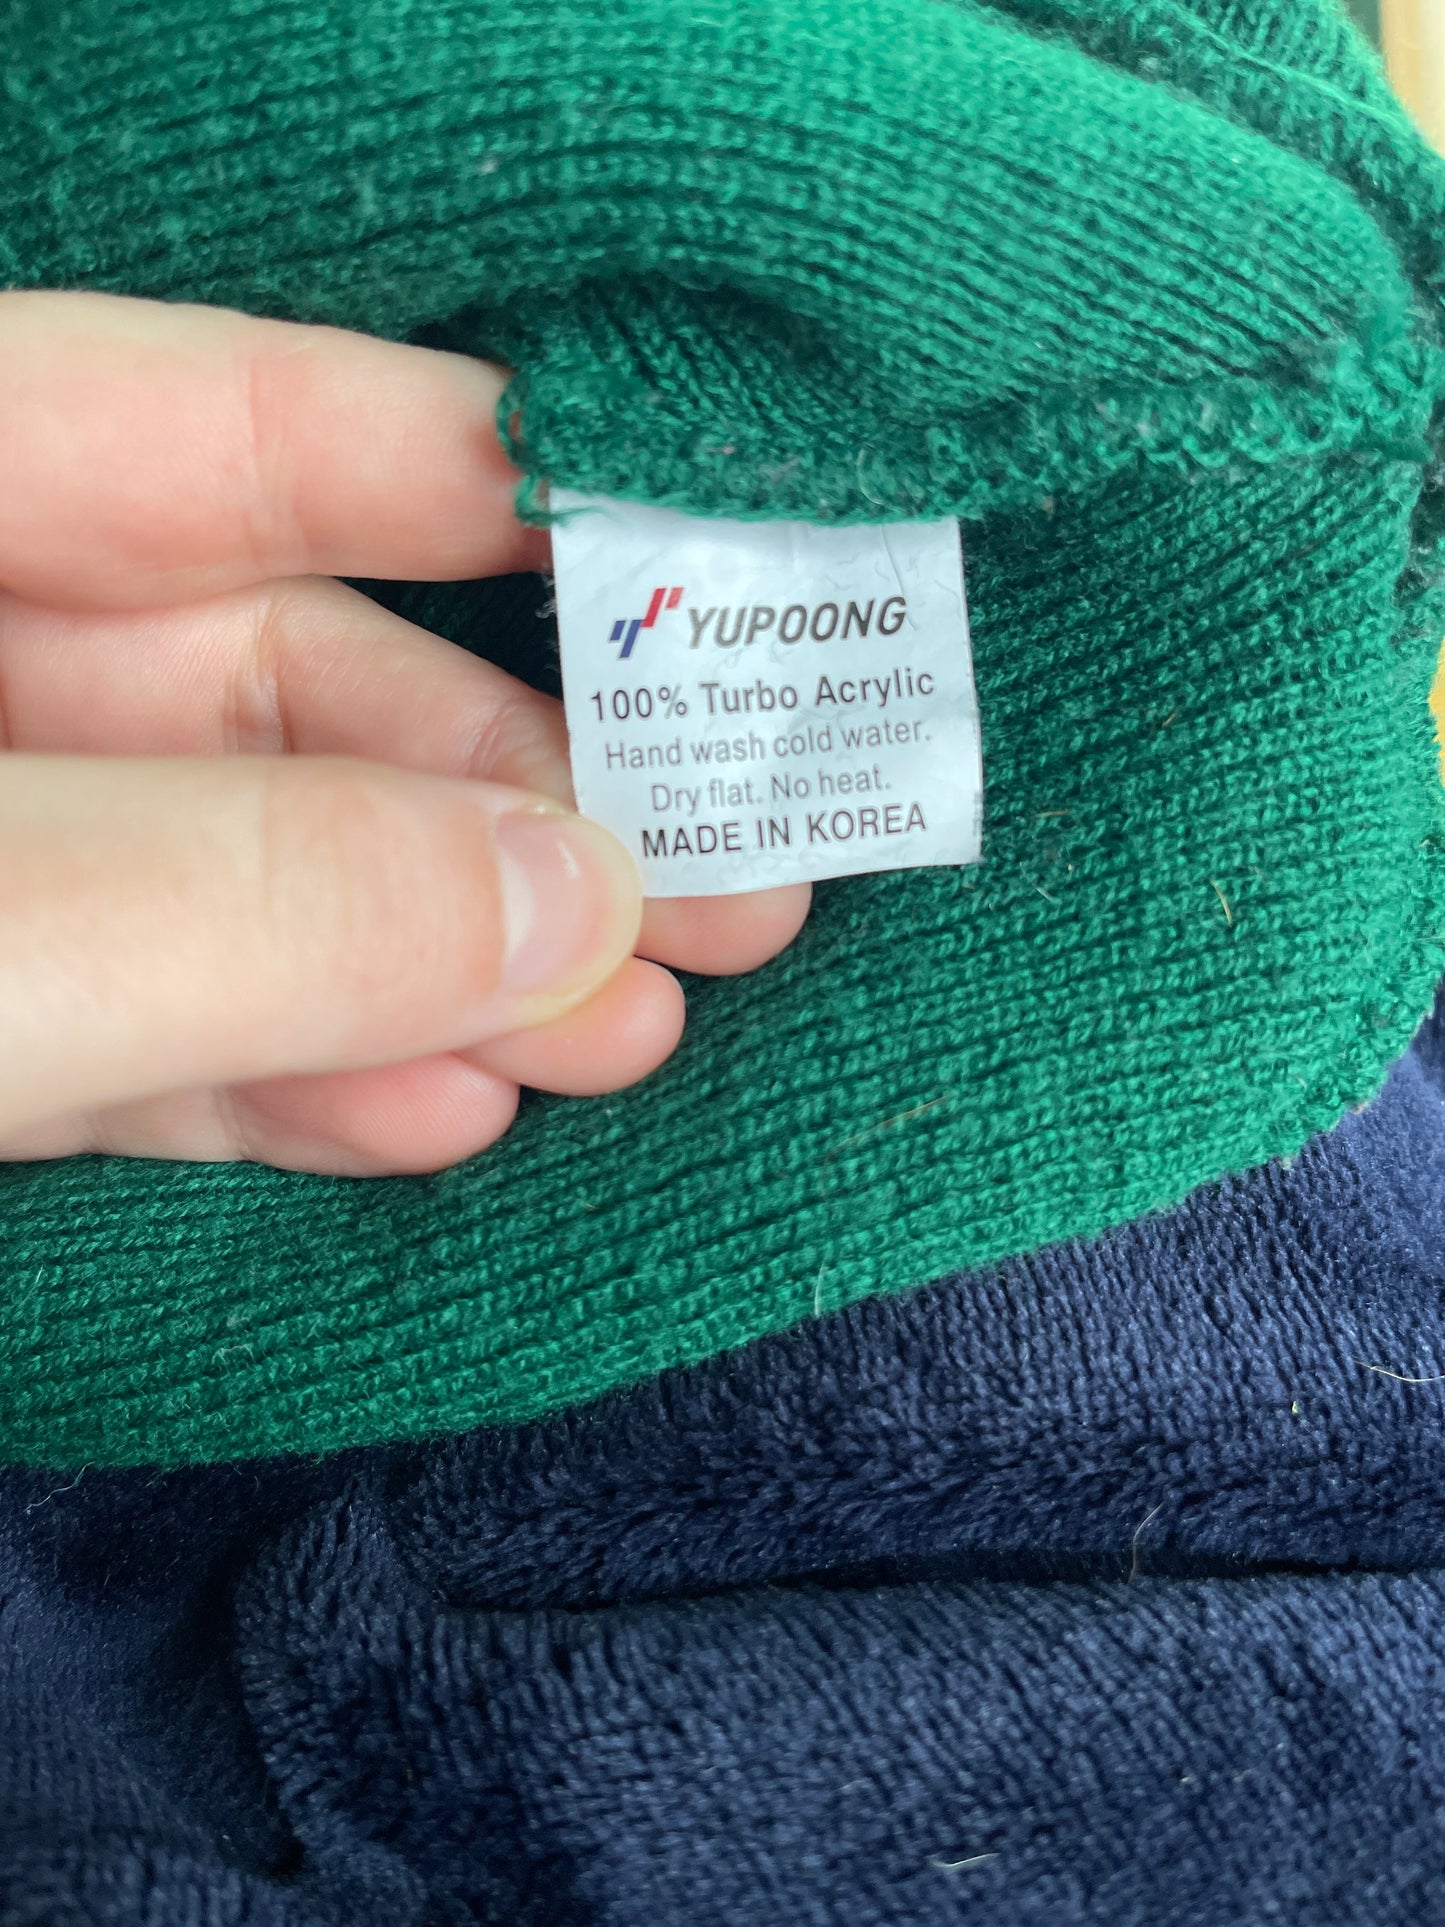 YUPOONG
100% Turbo Acrylic
Hand wash cold water.
Dry flat. No heat.
MADE IN KOREA